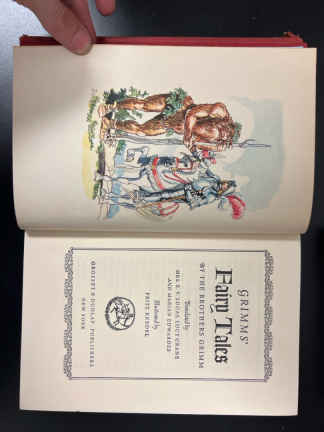 GRIMMS'
Fairy Tales
BY THE BROTHERS GRIMM
Translated by
MRS. E. V. LUCAS, LUCY CRANE
AND MARIAN EDWARDES
Illustrated by
FRITZ KREDEL
GROSSET & DUNLAP PUBLISHERS
NEW YORK